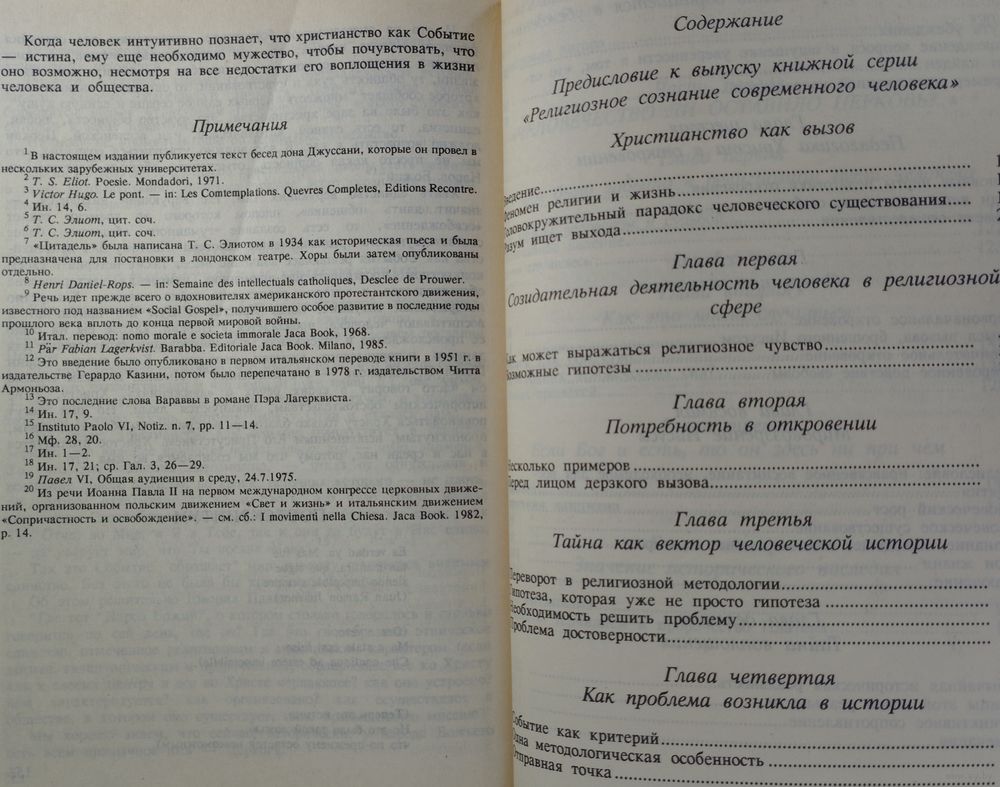 Когда человек интуитивно познает, что христианство как Событие
— истина, ему еще необходимо мужество, чтобы почувствовать, что
оно возможно, несмотря на все недостатки его воплощения в жизни
человека и общества.
Примечания
1 В настоящем издании публикуется текст бесед дона Джуссани, которые он провел в
нескольких зарубежных университетах.
2 T. S. Eliot. Poesie. Mondadori, 1971.
3 Victor Hugo. Le pont. — in: Les Comtemplations. Quevres Completes, Editions Recontre.
4 Ин. 14, 6.
5 Т. С. Элиот, цит. соч.
6 Т. С. Элиот, цит. соч.
7 «Цитадель» была написана Т. С. Элиотом в 1934 как историческая пьеса и была
предназначена для постановки в лондонском театре. Хоры были затем опубликованы
отдельно.
8 Henri Daniel-Rops. — in: Semaine des intellectuals catholiques, Desclee de Prouwer.
9 Речь идет прежде всего о вдохновителях американского протестантского движения,
известного под названием «Social Gospel», получившего особое развитие в последние годы
прошлого века вплоть до конца первой мировой войны.
10 Итал. перевод: nomo morale e societa immorale Jaca Book, 1968.
11 Par Fabian Lagerkvist. Barabba. Editoriale Jaca Book. Milano, 1985.
12 Это введение было опубликовано в первом итальянском переводе книги в 1951 г. в
издательстве Герардо Казини, потом было перепечатано в 1978 г. издательством Читта
Армоньоза.
13 Это последние слова Вараввы в романе Пэра Лагерквиста.
14 Ин. 17, 9.
15 Instituto Paolo VI, Notiz. n. 7, pp. 11—14.
16 Мф. 28, 20.
17 Ин. 1—2.
18 Ин. 17, 21; ср. Гал. 3, 26—29.
19 Павел VI, Общая аудиенция в среду, 24.7.1975.
20 Из речи Иоанна Павла II на первом международном конгрессе церковных движе-
ний, организованном польским движением «Свет и жизнь» и итальянским движением
«Сопричастность и освобождение». — см. сб.: I movimenti nella Chiesa. Jaca Book. 1982,
p. 14.
Содержание
Предисловие к выпуску книжной серии
«Религиозное сознание современного человека»
Христианство как вызов
ведение
феномен религии и жизнь
Головокружительный парадокс человеческого существования
Разум ищет выхода
Глава первая
Созидательная деятельность человека в религиозной
сфере
Как может выражаться религиозное чувство
Возможные гипотезы
Глава вторая
Потребность в откровении
Несколько примеров
Перед лицом дерзкого вызова
Глава третья
Тайна как вектор человеческой истории
Переворот в религиозной методологии
Гипотеза, которая уже не просто гипотеза
Необходимость решить проблему
Проблема достоверности
Глава четвертая
Как проблема возникла в истории
Событие как критерий
Одна методологическая особенность
Отправная точка